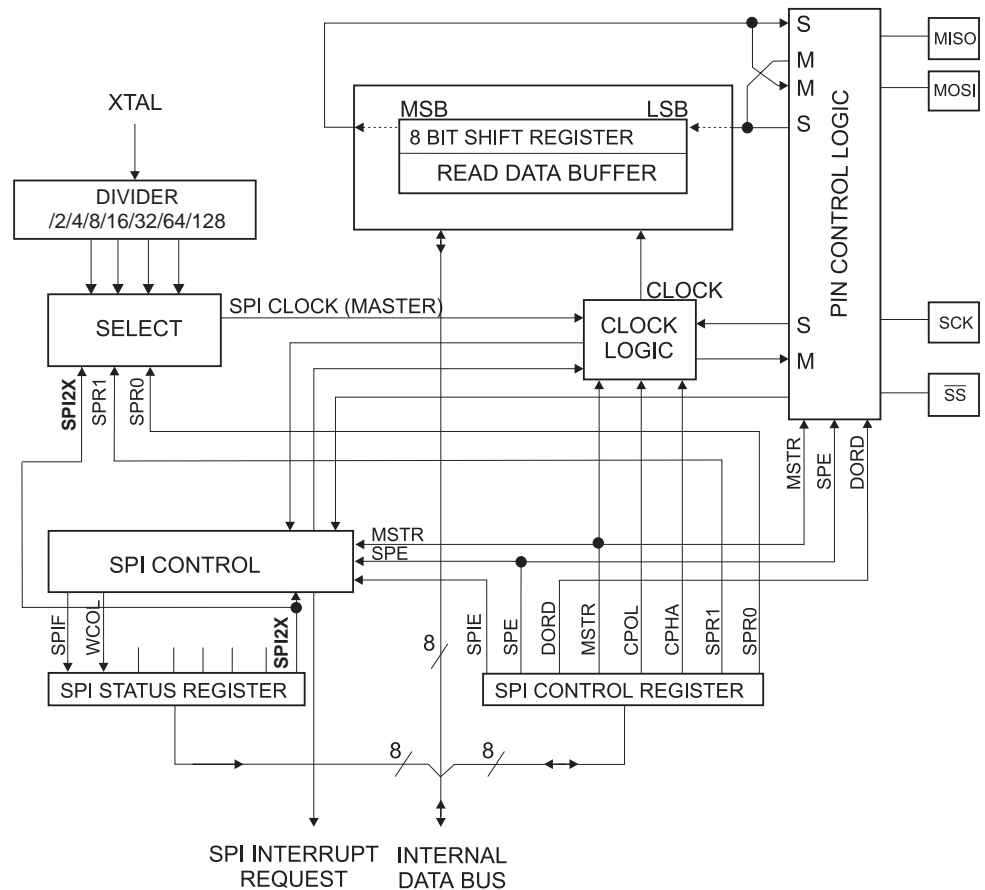 S
MISO
M
M
MOSI
XTAL
MSB
LSB
S
8 BIT SHIFT REGISTER
READ DATA BUFFER
PIN CONTROL LOGIC
DIVIDER
/2/4/8/16/32/64/128
SPI CLOCK (MASTER)
CLOCK
SELECT
CLOCK
LOGIC
S
SCK
M
SPI2X
SPR1
SPR0
SS
MSTR
SPE
DORD
MSTR
SPE
SPI CONTROL
SPIF
WCOL
SPI2X
8
SPIE
SPE
DORD
MSTR
CPOL
CPHA
SPR1
SPR0
SPI STATUS REGISTER
SPI CONTROL REGISTER
8
8
SPI INTERRUPT
REQUEST
INTERNAL
DATA BUS